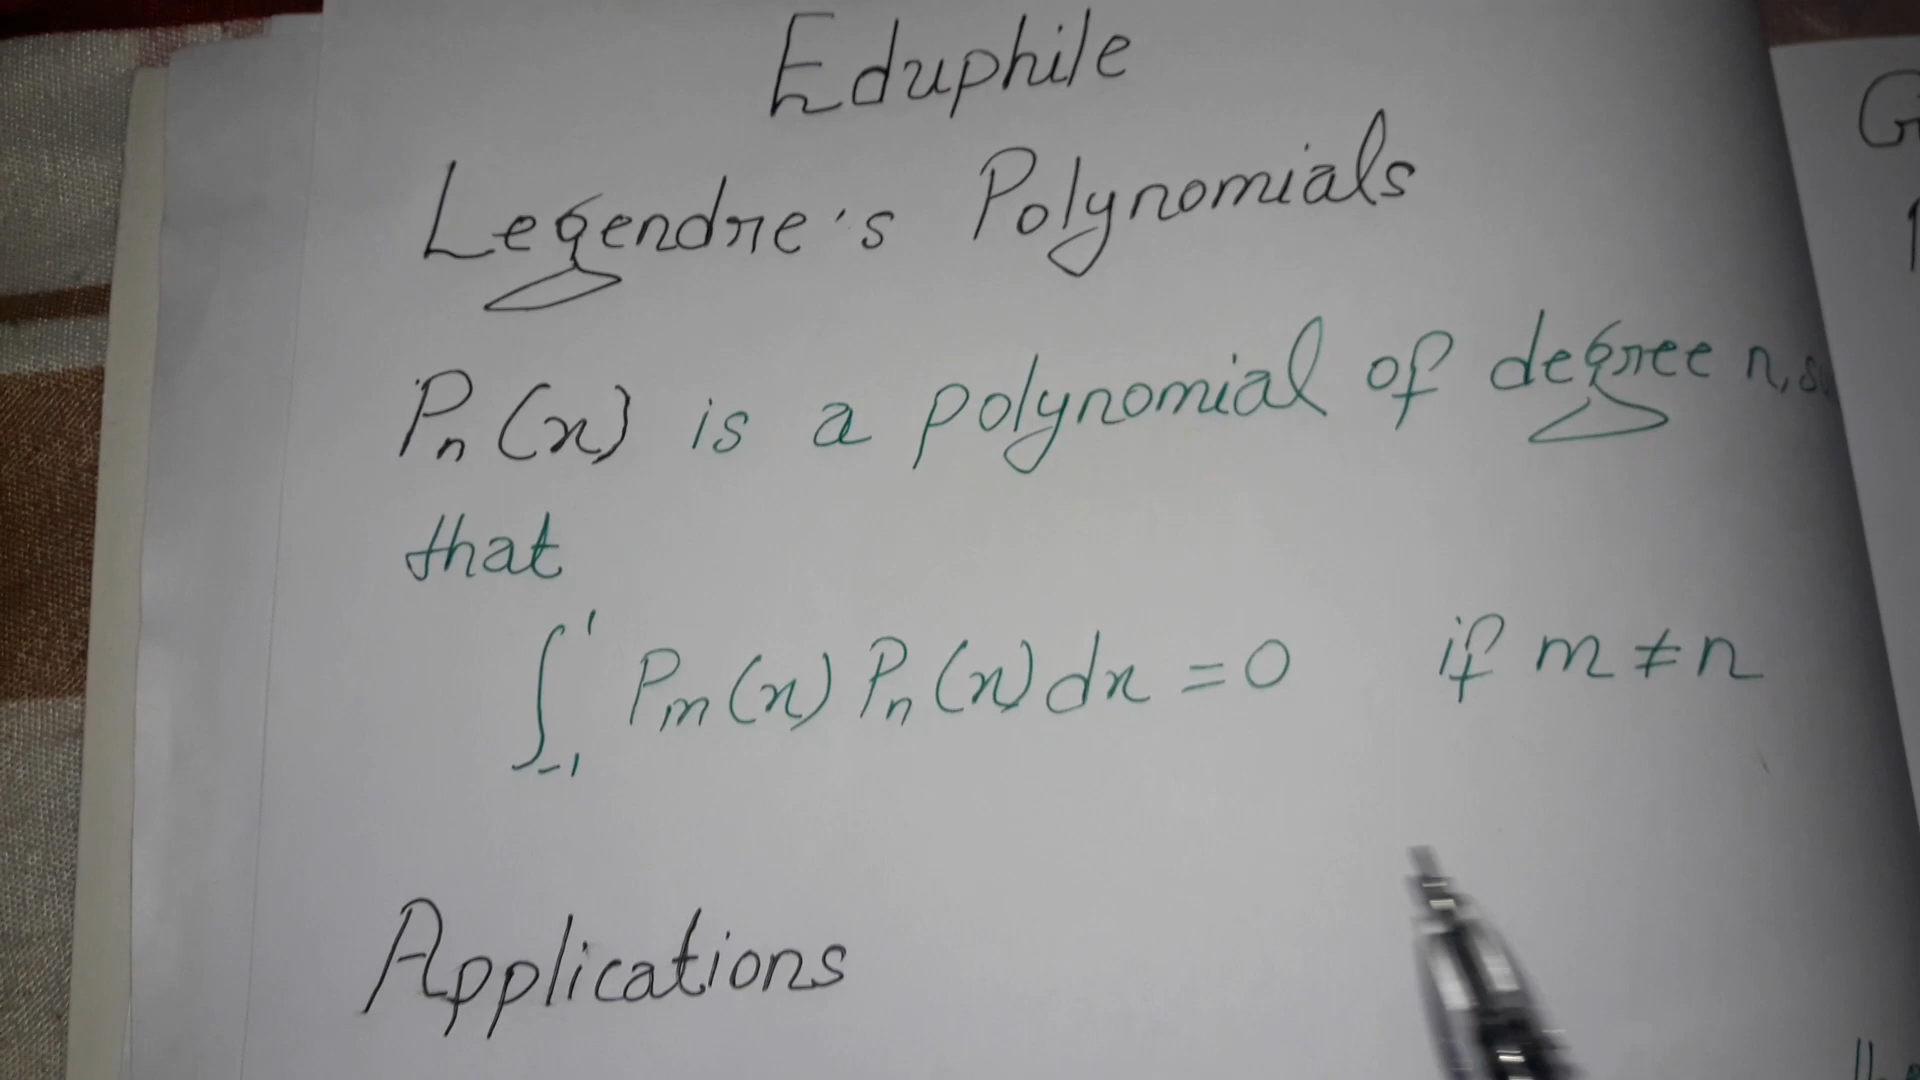 Eduphile
Legendre's Polynomials
Pn(x) is a polynomial of degree n,
that
∫₋₁¹ Pm(x) Pn(x) dx = 0 if m ≠ n
Applications
G